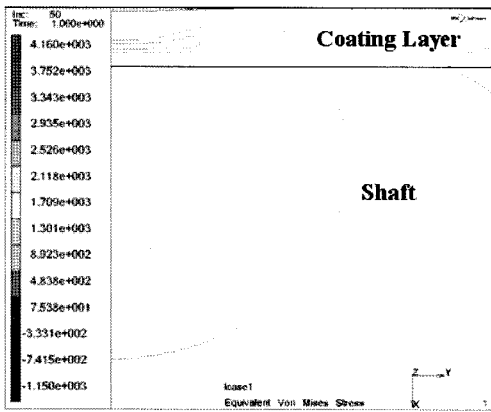 Inc: 50
Time: 1.000e+000
4.160e+003
3.752e+003
3.343e+003
2.935e+003
2.526e+003
2.118e+003
1.709e+003
1.301e+003
8.923e+002
4.838e+002
7.538e+001
-3.331e+002
-7.415e+002
-1.150e+003
Coating Layer
Shaft
lcase1
Equivalent Von Mises Stress
Z
Y
X
1